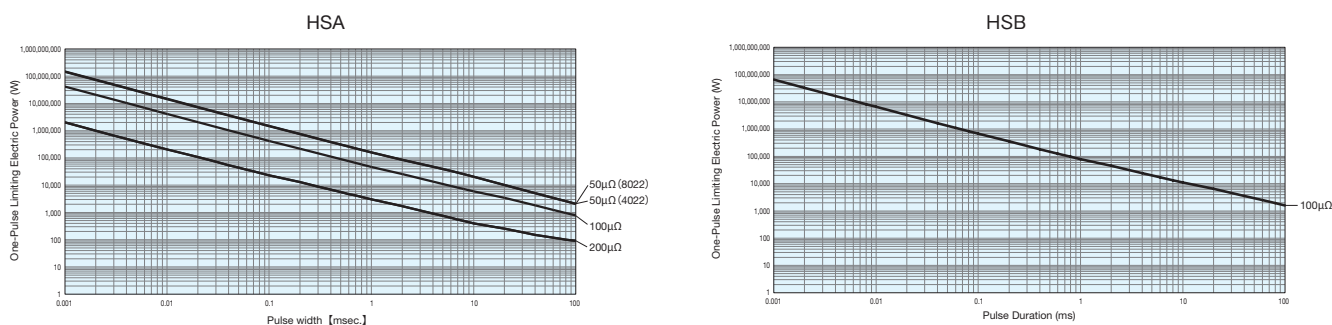 HSA
One-Pulse Limiting Electric Power (W)
1,000,000,000
100,000,000
10,000,000
1,000,000
100,000
10,000
1,000
100
10
1
0.001
0.01
0.1
1
10
100
Pulse width【msec.】
50μΩ(8022)
50μΩ(4022)
100μΩ
200μΩ
HSB
One-Pulse Limiting Electric Power (W)
1,000,000,000
100,000,000
10,000,000
1,000,000
100,000
10,000
1,000
100
10
1
0.001
0.01
0.1
1
10
100
Pulse Duration (ms)
100μΩ